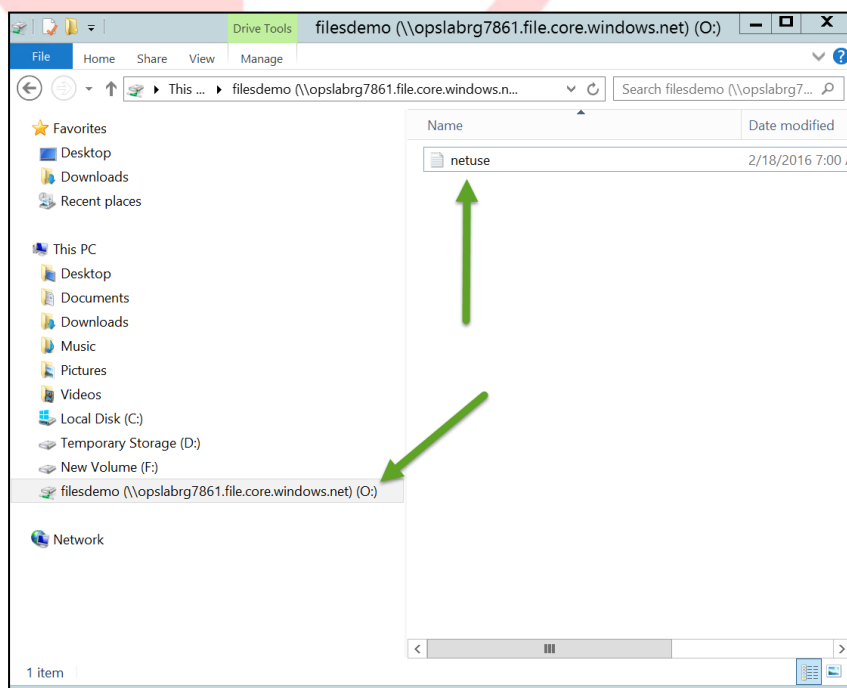 Drive Tools filesdemo (\\opslabrg7861.file.core.windows.net) (O:)
File Home Share View Manage
This ... filesdemo (\\opslabrg7861.file.core.windows.n... Search filesdemo (\\opslabrg7...
Favorites
Desktop
Downloads
Recent places
This PC
Desktop
Documents
Downloads
Music
Pictures
Videos
Local Disk (C:)
Temporary Storage (D:)
New Volume (F:)
filesdemo (\\opslabrg7861.file.core.windows.net) (O:)
Network
Name Date modified
netuse 2/18/2016 7:00
1 item